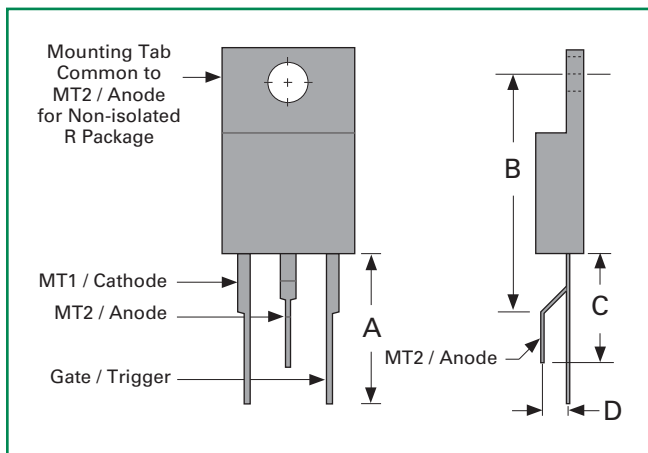 Mounting Tab
Common to
MT2 / Anode
for Non-isolated
R Package
MT1 / Cathode
MT2 / Anode
Gate / Trigger
A
B
C
MT2 / Anode
D